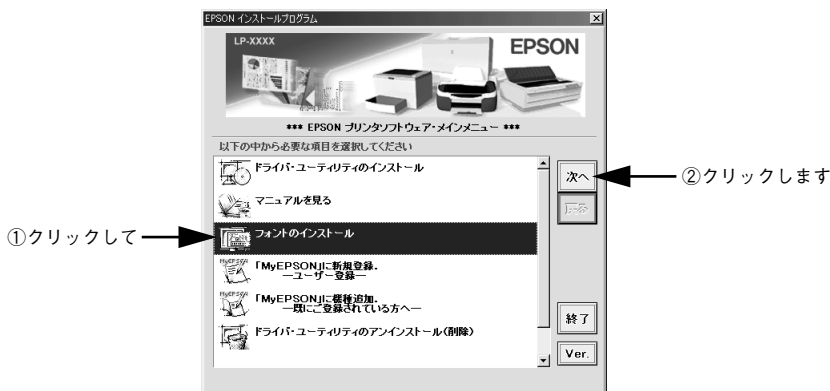 EPSON インストールプログラム
LP-XXXX
EPSON
*** EPSON プリンタソフトウェア・メインメニュー ***
以下の中から必要な項目を選択してください
ドライバ・ユーティリティのインストール
マニュアルを見る
フォントのインストール
MyEPSON
「MyEPSON」に新規登録.
―ユーザー登録―
MyEPSON
「MyEPSON」に機種追加.
―既にご登録されている方へ―
ドライバ・ユーティリティのアンインストール(削除)
次へ
戻る
終了
Ver.
①クリックして
②クリックします